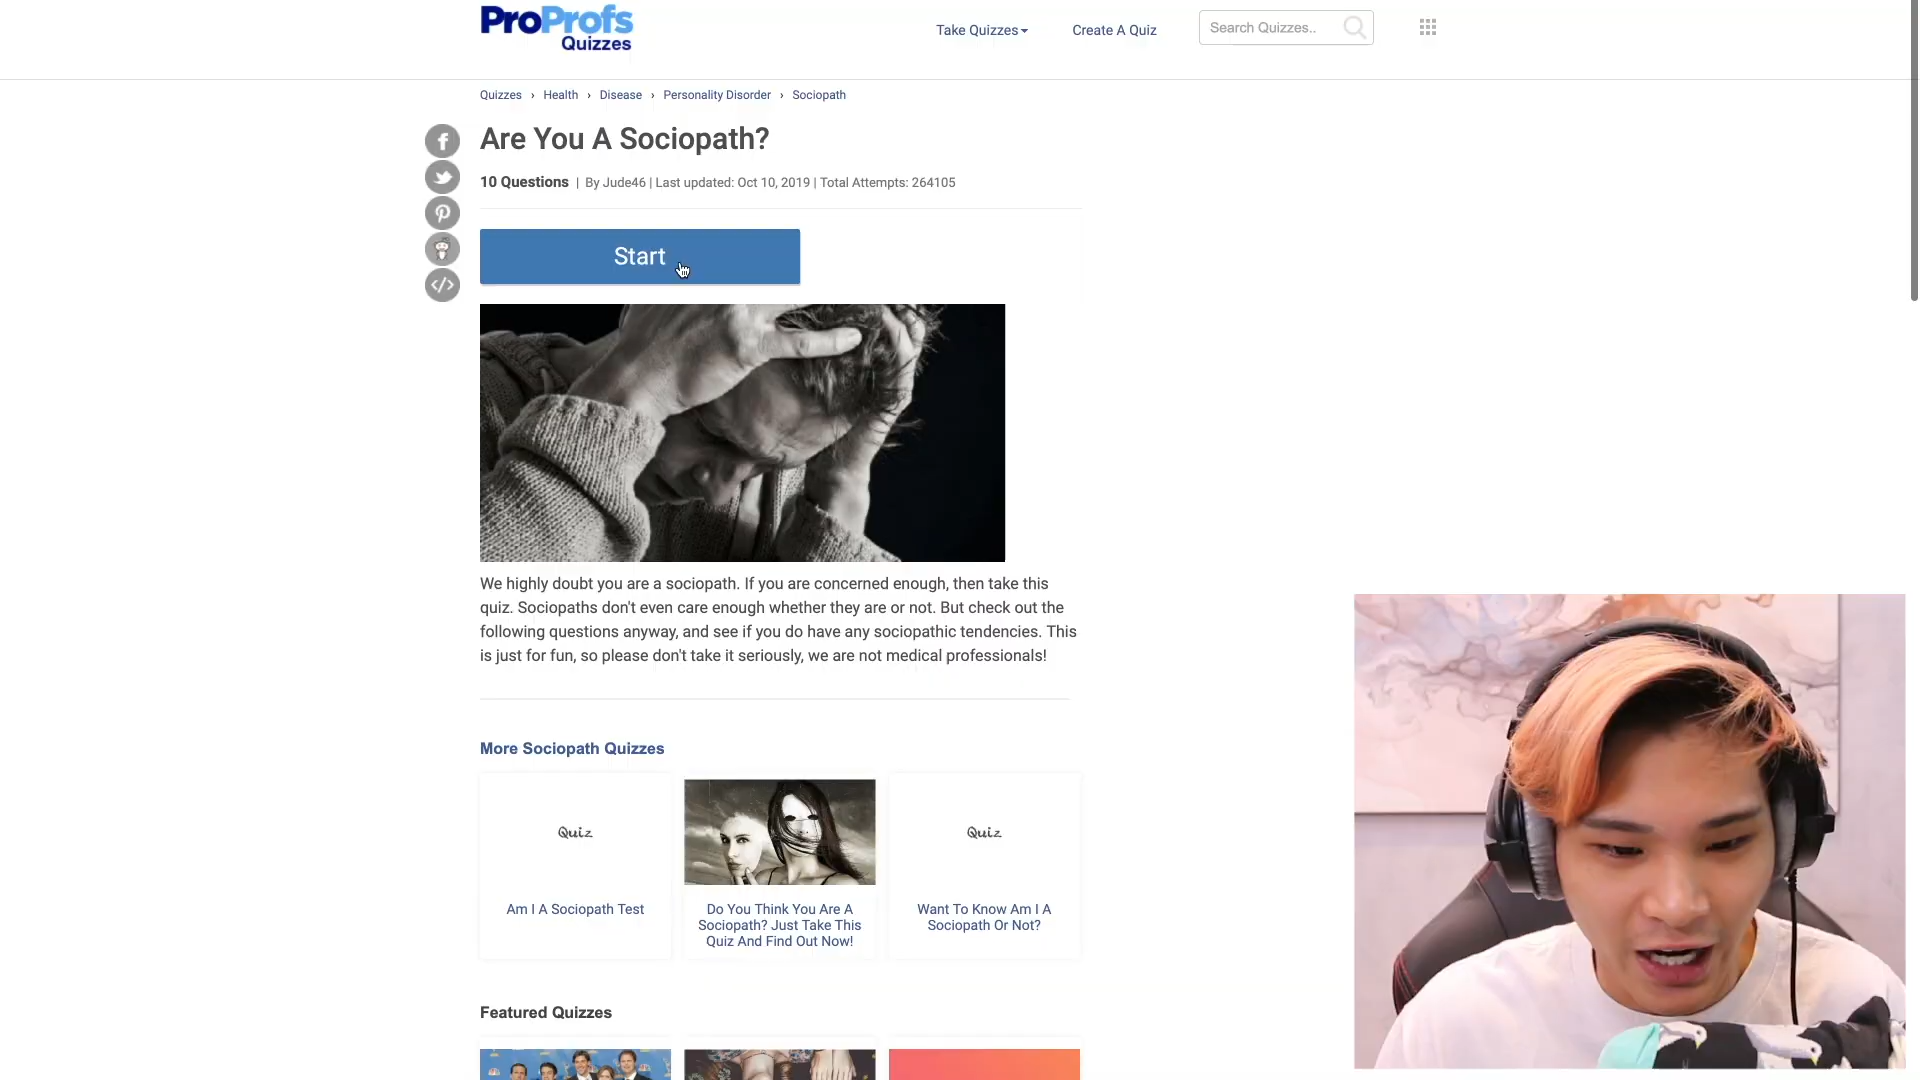 ProProfs
Quizzes
Take Quizzes
Create A Quiz
Search Quizzes..
Quizzes › Health › Disease › Personality Disorder › Sociopath
Are You A Sociopath?
10 Questions | By Jude46 | Last updated: Oct 10, 2019 | Total Attempts: 264105
Start
We highly doubt you are a sociopath. If you are concerned enough, then take this
quiz. Sociopaths don't even care enough whether they are or not. But check out the
following questions anyway, and see if you do have any sociopathic tendencies. This
is just for fun, so please don't take it seriously, we are not medical professionals!
More Sociopath Quizzes
Quiz
Quiz
Am I A Sociopath Test
Do You Think You Are A
Sociopath? Just Take This
Quiz And Find Out Now!
Want To Know Am I A
Sociopath Or Not?
Featured Quizzes